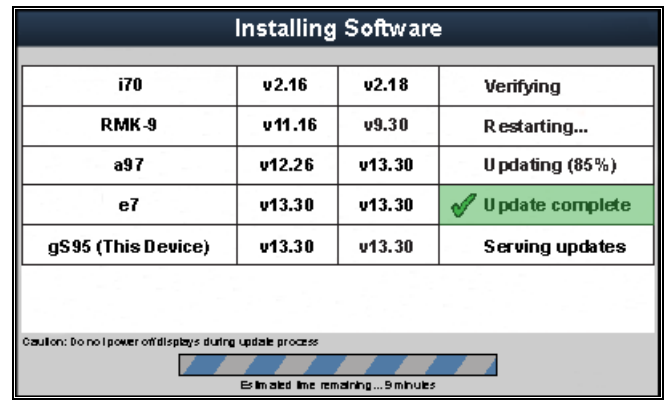 Installing Software
i70 v2.16 v2.18 Verifying
RMK-9 v11.16 v9.30 Restarting...
a97 v12.26 v13.30 Updating (85%)
e7 v13.30 v13.30 Update complete
gS95 (This Device) v13.30 v13.30 Serving updates
Caution: Do not power off displays during update process
Estimated time remaining... 9 minutes